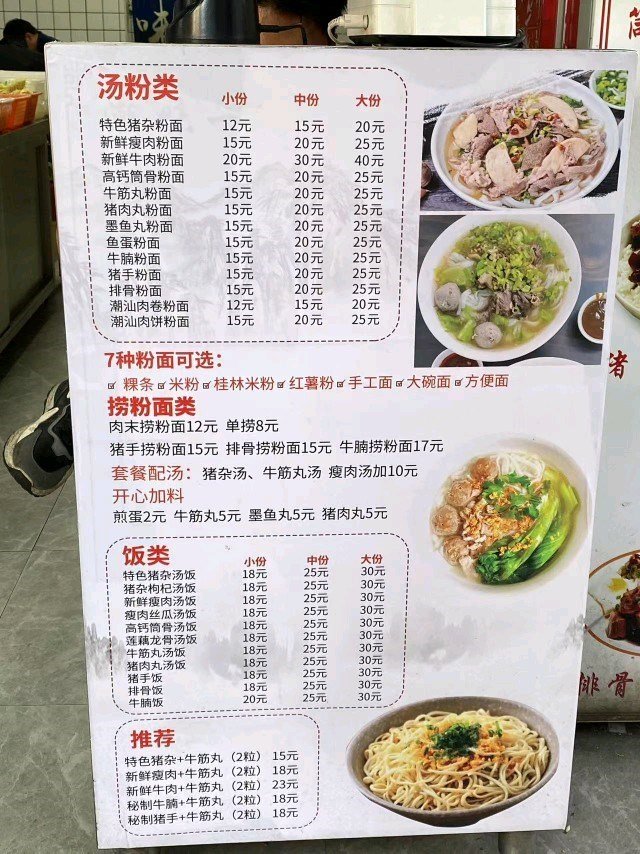 味
汤粉类
小份 中份 大份
特色猪杂粉面 12元 15元 20元
新鲜瘦肉粉面 15元 20元 25元
新鲜牛肉粉面 20元 30元 40元
高钙筒骨粉面 15元 20元 25元
牛筋丸粉面 15元 20元 25元
猪肉丸粉面 15元 20元 25元
墨鱼丸粉面 15元 20元 25元
鱼蛋粉面 15元 20元 25元
牛腩粉面 15元 20元 25元
猪手粉面 15元 20元 25元
排骨粉面 15元 20元 25元
潮汕肉卷粉面 12元 15元 20元
潮汕肉饼粉面 15元 20元 25元
7种粉面可选：
粿条 米粉 桂林米粉 红薯粉 手工面 大碗面 方便面
捞粉面类
肉末捞粉面12元 单捞8元
猪手捞粉面15元 排骨捞粉面15元 牛腩捞粉面17元
套餐配汤：猪杂汤、牛筋丸汤 瘦肉汤加10元
开心加料
煎蛋2元 牛筋丸5元 墨鱼丸5元 猪肉丸5元
饭类 小份 中份 大份
特色猪杂汤饭 18元 25元 30元
猪杂枸杞汤饭 18元 25元 30元
新鲜瘦肉汤饭 18元 25元 30元
瘦肉丝瓜汤饭 18元 25元 30元
高钙筒骨汤饭 18元 25元 30元
莲藕龙骨汤饭 18元 25元 30元
牛筋丸汤饭 18元 25元 30元
猪肉丸汤饭 18元 25元 30元
猪手饭 18元 25元 30元
排骨饭 18元 25元 30元
牛腩饭 20元 25元 30元
推荐
特色猪杂+牛筋丸（2粒） 15元
新鲜瘦肉+牛筋丸（2粒） 18元
新鲜牛肉+牛筋丸（2粒） 23元
秘制牛腩+牛筋丸（2粒） 18元
秘制猪手+牛筋丸（2粒） 18元
猪
排骨